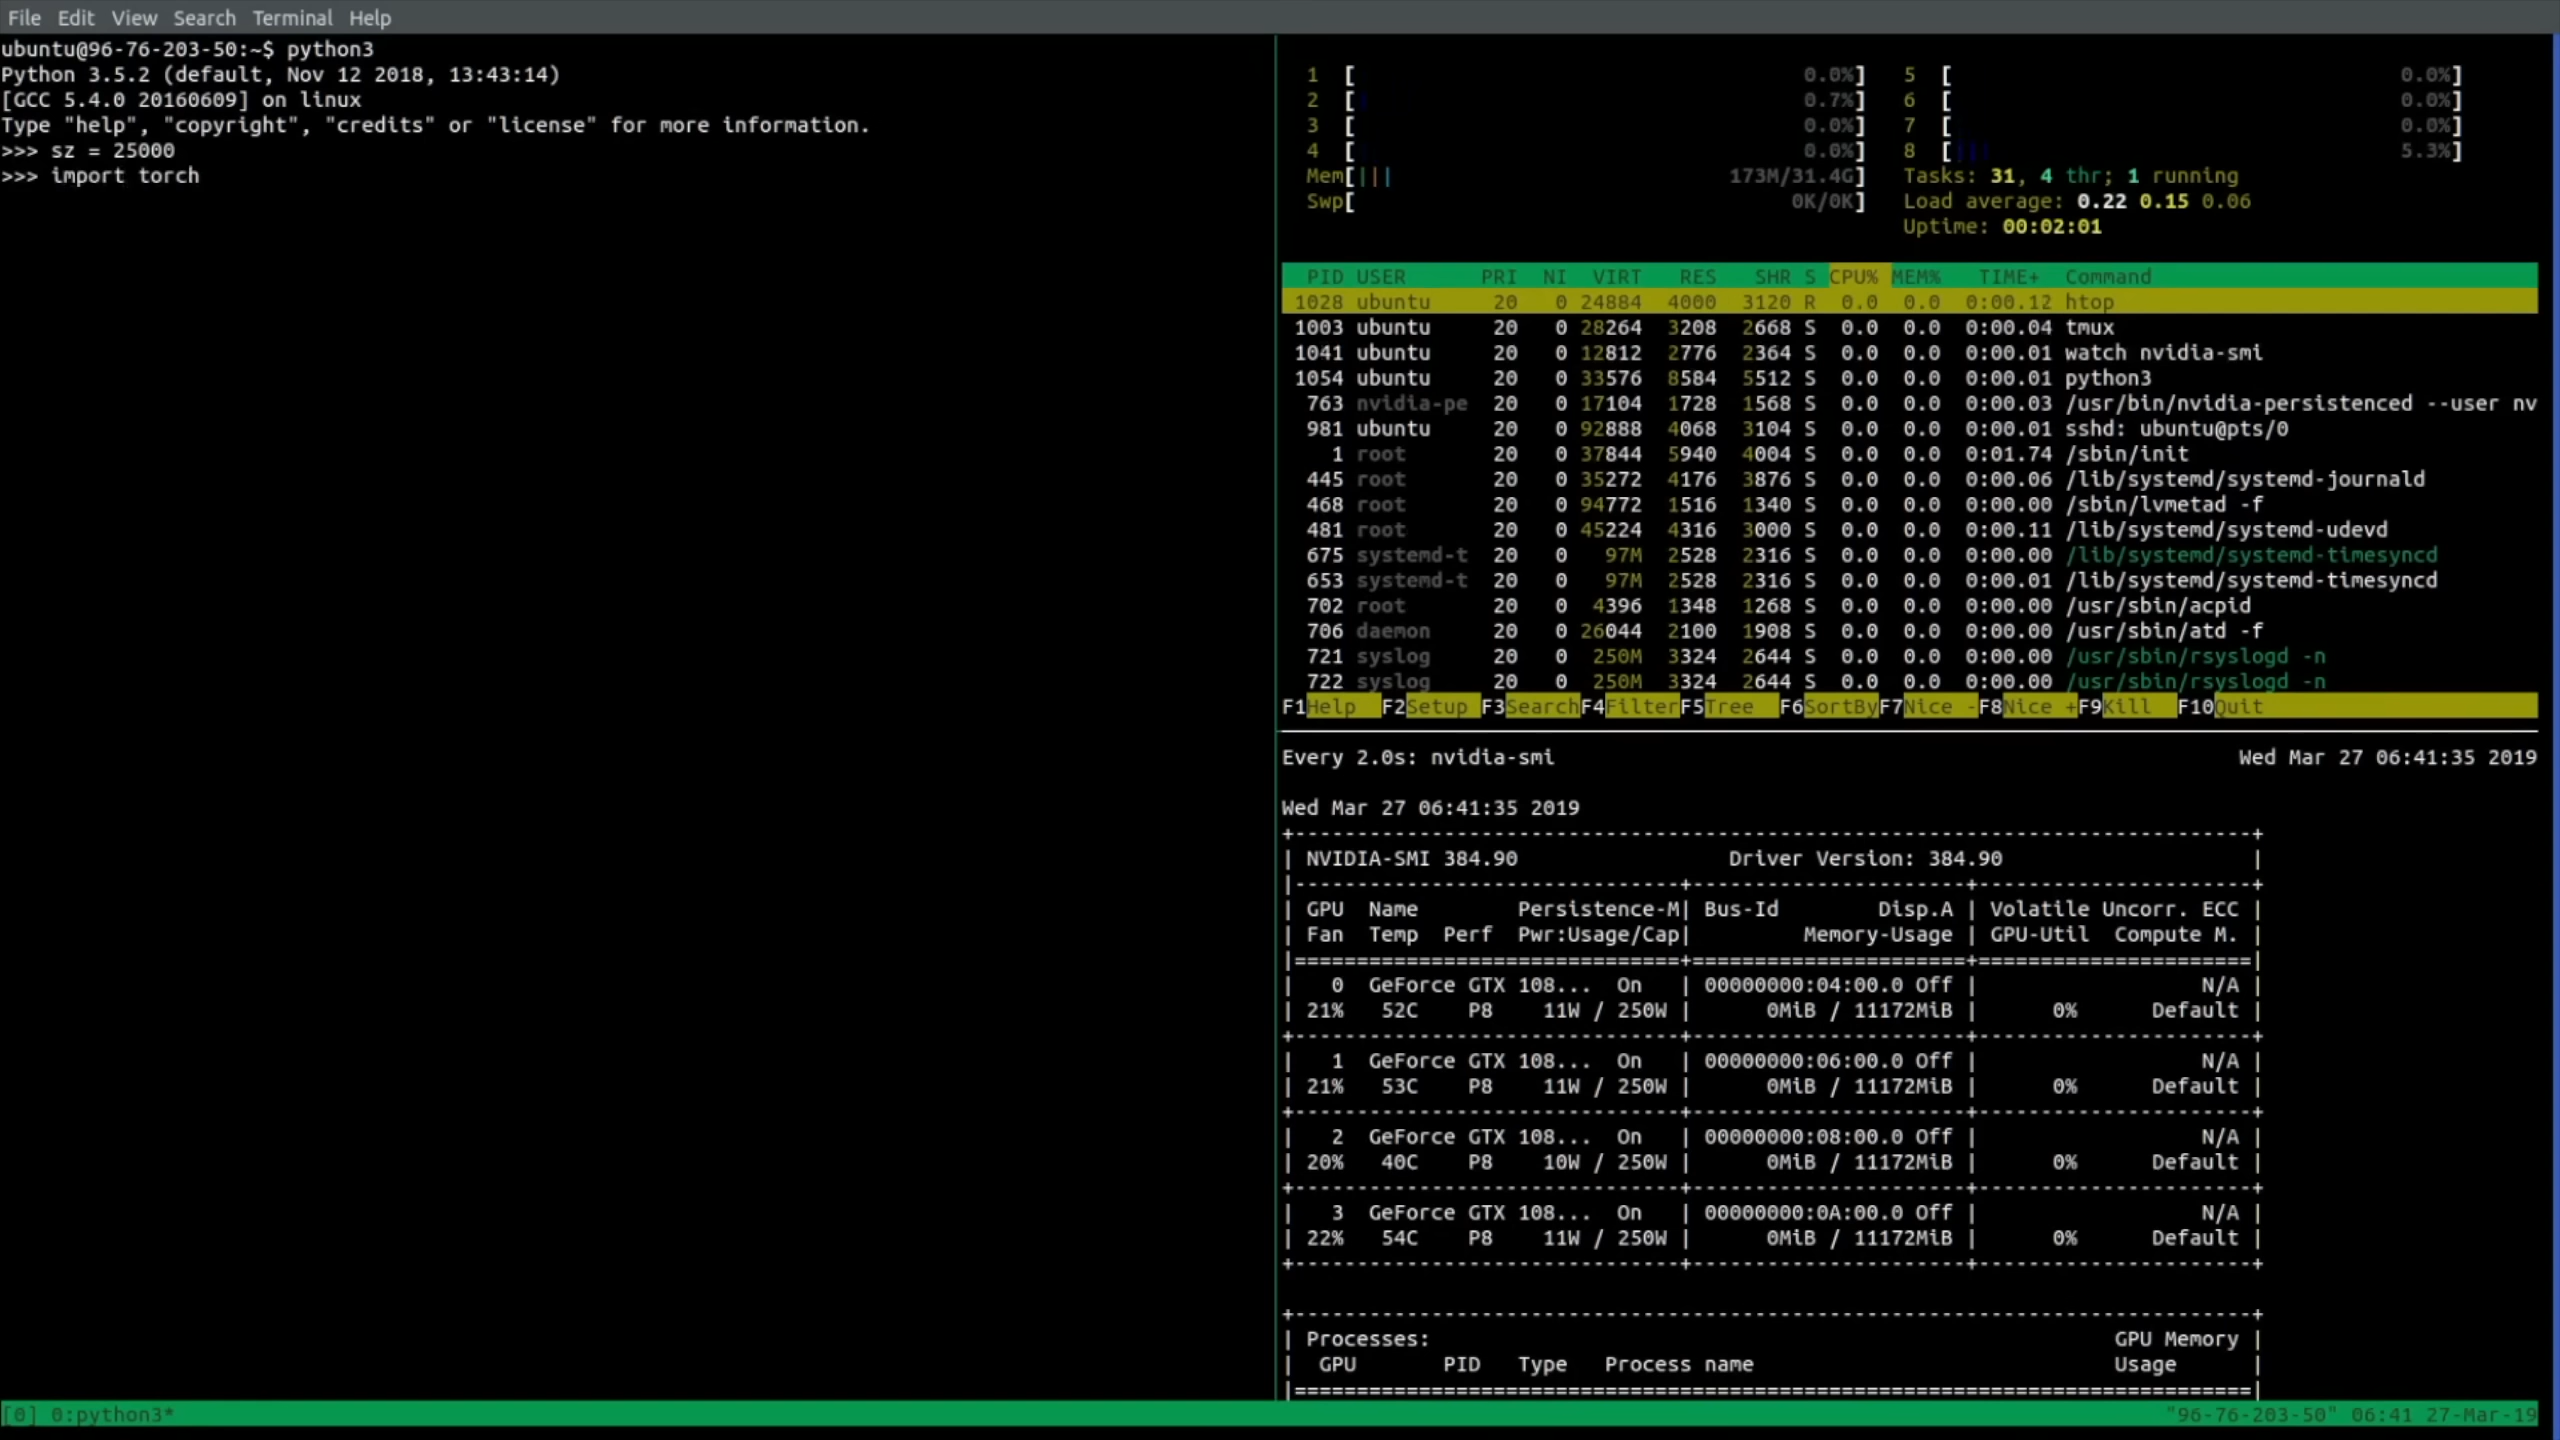 File Edit View Search Terminal Help
ubuntu@96-76-203-50:~$ python3
Python 3.5.2 (default, Nov 12 2018, 13:43:14)
[GCC 5.4.0 20160609] on linux
Type "help", "copyright", "credits" or "license" for more information.
>>> sz = 25000
>>> import torch
1 [ 0.0%] 5 [ 0.0%]
2 [ 0.7%] 6 [ 0.0%]
3 [ 0.0%] 7 [ 0.0%]
4 [ 0.0%] 8 [||| 5.3%]
Mem[||| 173M/31.4G] Tasks: 31, 4 thr; 1 running
Swp[ 0K/0K] Load average: 0.22 0.15 0.06
Uptime: 00:02:01
PID USER PRI NI VIRT RES SHR S CPU% MEM% TIME+ Command
1028 ubuntu 20 0 24884 4000 3120 R 0.0 0.0 0:00.12 htop
1003 ubuntu 20 0 28264 3208 2668 S 0.0 0.0 0:00.04 tmux
1041 ubuntu 20 0 12812 2776 2364 S 0.0 0.0 0:00.01 watch nvidia-smi
1054 ubuntu 20 0 33576 8584 5512 S 0.0 0.0 0:00.01 python3
763 nvidia-pe 20 0 17104 1728 1568 S 0.0 0.0 0:00.03 /usr/bin/nvidia-persistenced --user nv
981 ubuntu 20 0 92888 4068 3104 S 0.0 0.0 0:00.01 sshd: ubuntu@pts/0
1 root 20 0 37844 5940 4004 S 0.0 0.0 0:01.74 /sbin/init
445 root 20 0 35272 4176 3876 S 0.0 0.0 0:00.06 /lib/systemd/systemd-journald
468 root 20 0 94772 1516 1340 S 0.0 0.0 0:00.00 /sbin/lvmetad -f
481 root 20 0 45224 4316 3000 S 0.0 0.0 0:00.11 /lib/systemd/systemd-udevd
675 systemd-t 20 0 97M 2528 2316 S 0.0 0.0 0:00.00 /lib/systemd/systemd-timesyncd
653 systemd-t 20 0 97M 2528 2316 S 0.0 0.0 0:00.01 /lib/systemd/systemd-timesyncd
702 root 20 0 4396 1348 1268 S 0.0 0.0 0:00.00 /usr/sbin/acpid
706 daemon 20 0 26044 2100 1908 S 0.0 0.0 0:00.00 /usr/sbin/atd -f
721 syslog 20 0 250M 3324 2644 S 0.0 0.0 0:00.00 /usr/sbin/rsyslogd -n
722 syslog 20 0 250M 3324 2644 S 0.0 0.0 0:00.00 /usr/sbin/rsyslogd -n
F1Help F2Setup F3SearchF4FilterF5Tree F6SortByF7Nice -F8Nice +F9Kill F10Quit
Every 2.0s: nvidia-smi Wed Mar 27 06:41:35 2019
Wed Mar 27 06:41:35 2019
+-----------------------------------------------------------------------------+
| NVIDIA-SMI 384.90 Driver Version: 384.90 |
|-------------------------------+----------------------+----------------------+
| GPU Name Persistence-M| Bus-Id Disp.A | Volatile Uncorr. ECC |
| Fan Temp Perf Pwr:Usage/Cap| Memory-Usage | GPU-Util Compute M. |
|===============================+======================+======================|
| 0 GeForce GTX 108... On | 00000000:04:00.0 Off | N/A |
| 21% 52C P8 11W / 250W | 0MiB / 11172MiB | 0% Default |
+-------------------------------+----------------------+----------------------+
| 1 GeForce GTX 108... On | 00000000:06:00.0 Off | N/A |
| 21% 53C P8 11W / 250W | 0MiB / 11172MiB | 0% Default |
+-------------------------------+----------------------+----------------------+
| 2 GeForce GTX 108... On | 00000000:08:00.0 Off | N/A |
| 20% 40C P8 10W / 250W | 0MiB / 11172MiB | 0% Default |
+-------------------------------+----------------------+----------------------+
| 3 GeForce GTX 108... On | 00000000:0A:00.0 Off | N/A |
| 22% 54C P8 11W / 250W | 0MiB / 11172MiB | 0% Default |
+-------------------------------+----------------------+----------------------+
+-----------------------------------------------------------------------------+
| Processes: GPU Memory |
| GPU PID Type Process name Usage |
|=============================================================================|
[0] 0:python3* "96-76-203-50" 06:41 27-Mar-19